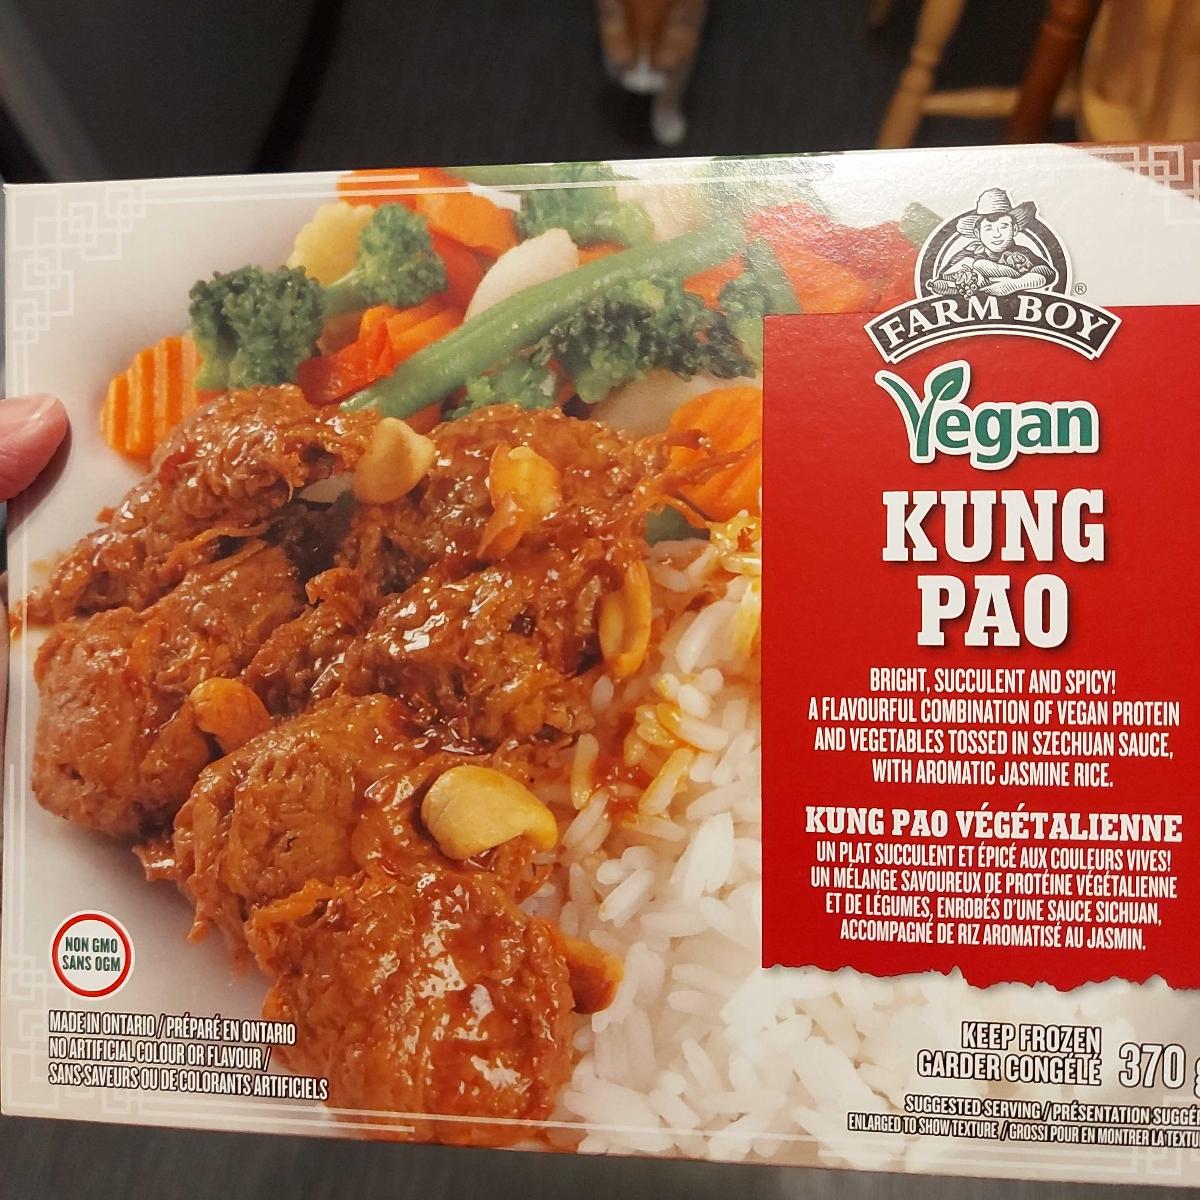 FARM BOY
®
Vegan
KUNG
PAO
BRIGHT, SUCCULENT AND SPICY!
A FLAVOURFUL COMBINATION OF VEGAN PROTEIN
AND VEGETABLES TOSSED IN SZECHUAN SAUCE,
WITH AROMATIC JASMINE RICE.
KUNG PAO VÉGÉTALIENNE
UN PLAT SUCCULENT ET ÉPICÉ AUX COULEURS VIVES!
UN MÉLANGE SAVOUREUX DE PROTÉINE VÉGÉTALIENNE
ET DE LÉGUMES, ENROBÉS D'UNE SAUCE SICHUAN,
ACCOMPAGNÉ DE RIZ AROMATISÉ AU JASMIN.
NON GMO
SANS OGM
MADE IN ONTARIO / PRÉPARÉ EN ONTARIO
NO ARTIFICIAL COLOUR OR FLAVOUR /
SANS SAVEURS OU DE COLORANTS ARTIFICIELS
KEEP FROZEN
GARDER CONGELÉ
370 g
SUGGESTED SERVING / PRÉSENTATION
ENLARGED TO SHOW TEXTURE / GROSSI POUR EN MONTRER LA